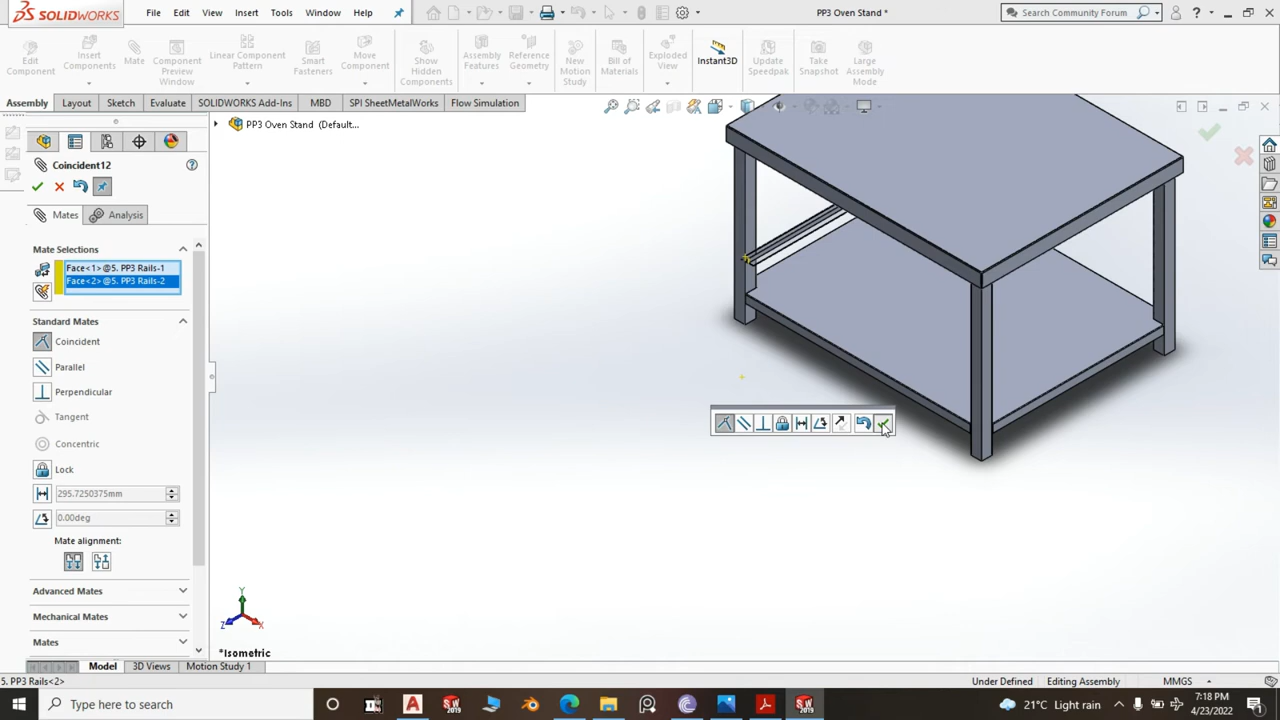 SOLIDWORKS File Edit View Insert Tools Window Help PP3 Oven Stand * Search Community Forum
Edit Component
Insert Components
Mate
Component Preview Window
Linear Component Pattern
Smart Fasteners
Move Component
Show Hidden Components
Assembly Features
Reference Geometry
New Motion Study
Bill of Materials
Exploded View
Instant3D
Update Speedpak
Take Snapshot
Large Assembly Mode
Assembly Layout Sketch Evaluate SOLIDWORKS Add-Ins MBD SPI SheetMetalWorks Flow Simulation
PP3 Oven Stand (Default...
Coincident12
Mates Analysis
Mate Selections
Face<1>@5. PP3 Rails-1
Face<2>@5. PP3 Rails-2
Standard Mates
Coincident
Parallel
Perpendicular
Tangent
Concentric
Lock
295.7250375mm
0.00deg
Mate alignment:
Advanced Mates
Mechanical Mates
Mates
Y
Z
X
*Isometric
Model 3D Views Motion Study 1
5. PP3 Rails<2> Under Defined Editing Assembly MMGS
Type here to search 21°C Light rain 7:18 PM
4/23/2022